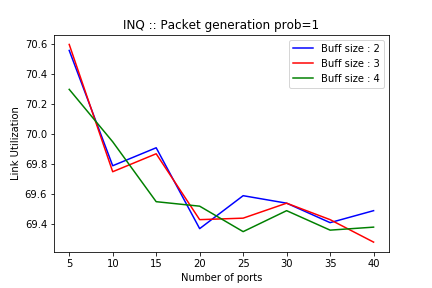 INQ :: Packet generation prob=1
Link Utilization
70.6
70.4
70.2
70.0
69.8
69.6
69.4
Buff size : 2
Buff size : 3
Buff size : 4
5 10 15 20 25 30 35 40
Number of ports